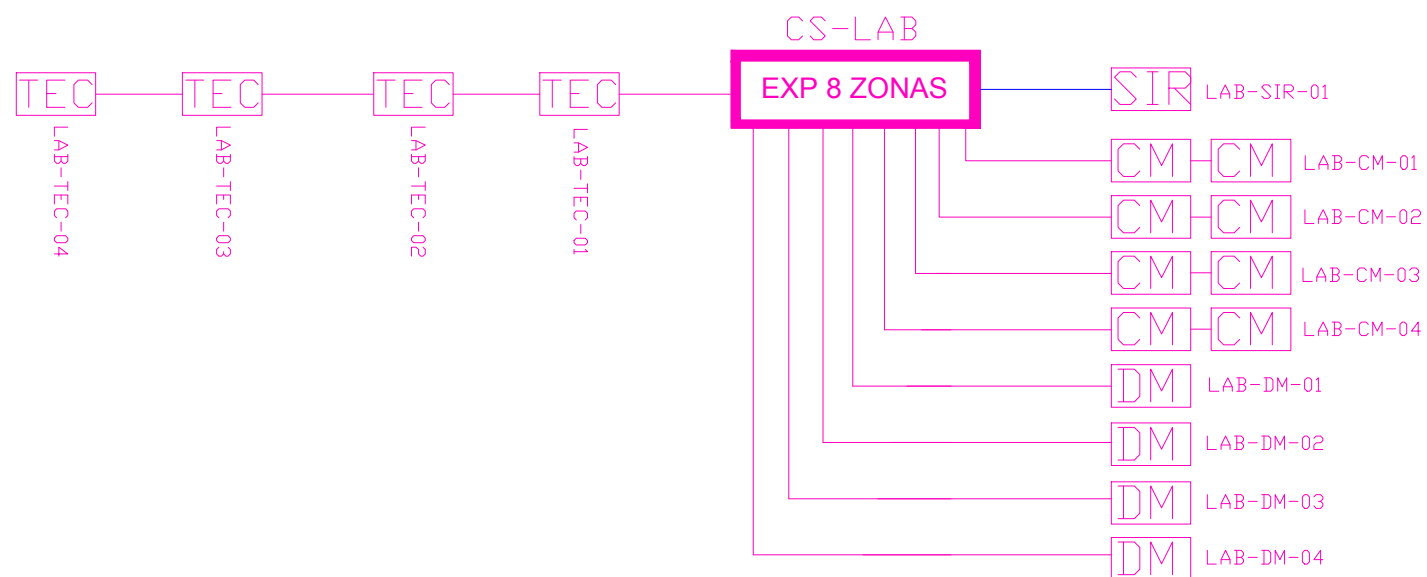 CS-LAB
EXP 8 ZONAS
TEC
TEC
TEC
TEC
LAB-TEC-04
LAB-TEC-03
LAB-TEC-02
LAB-TEC-01
SIR LAB-SIR-01
CM CM LAB-CM-01
CM CM LAB-CM-02
CM CM LAB-CM-03
CM CM LAB-CM-04
DM LAB-DM-01
DM LAB-DM-02
DM LAB-DM-03
DM LAB-DM-04